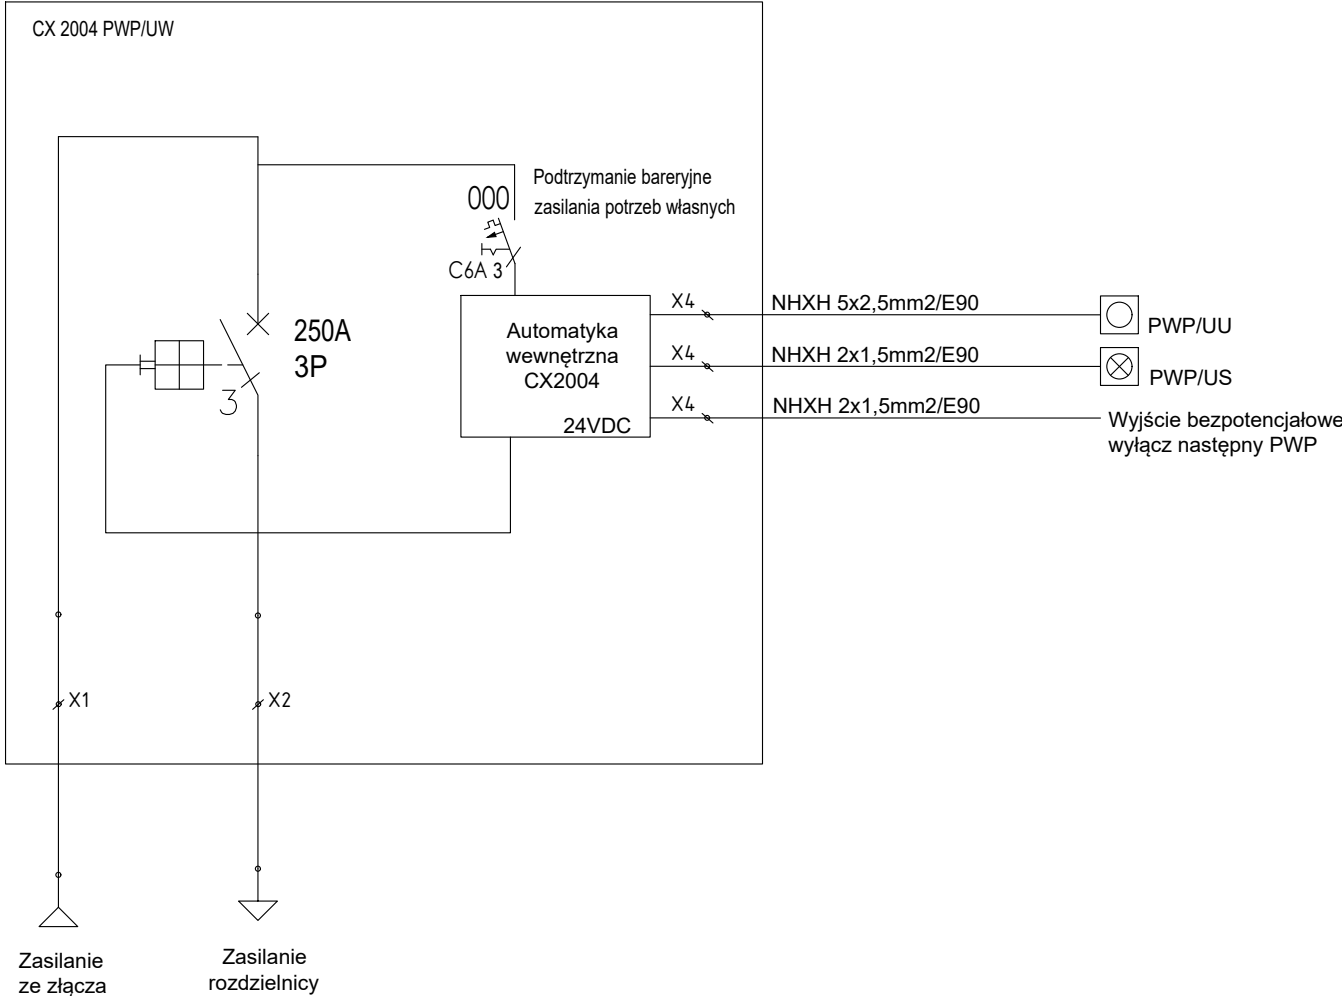 CX 2004 PWP/UW
Podtrzymanie bareryjne
zasilania potrzeb własnych
000
C6A 3
250A
3P
3
Automatyka
wewnętrzna
CX2004
24VDC
X4
NHXH 5x2,5mm2/E90
PWP/UU
X4
NHXH 2x1,5mm2/E90
PWP/US
X4
NHXH 2x1,5mm2/E90
Wyjście bezpotencjałowe
wyłącz następny PWP
X1
X2
Zasilanie
ze złącza
Zasilanie
rozdzielnicy